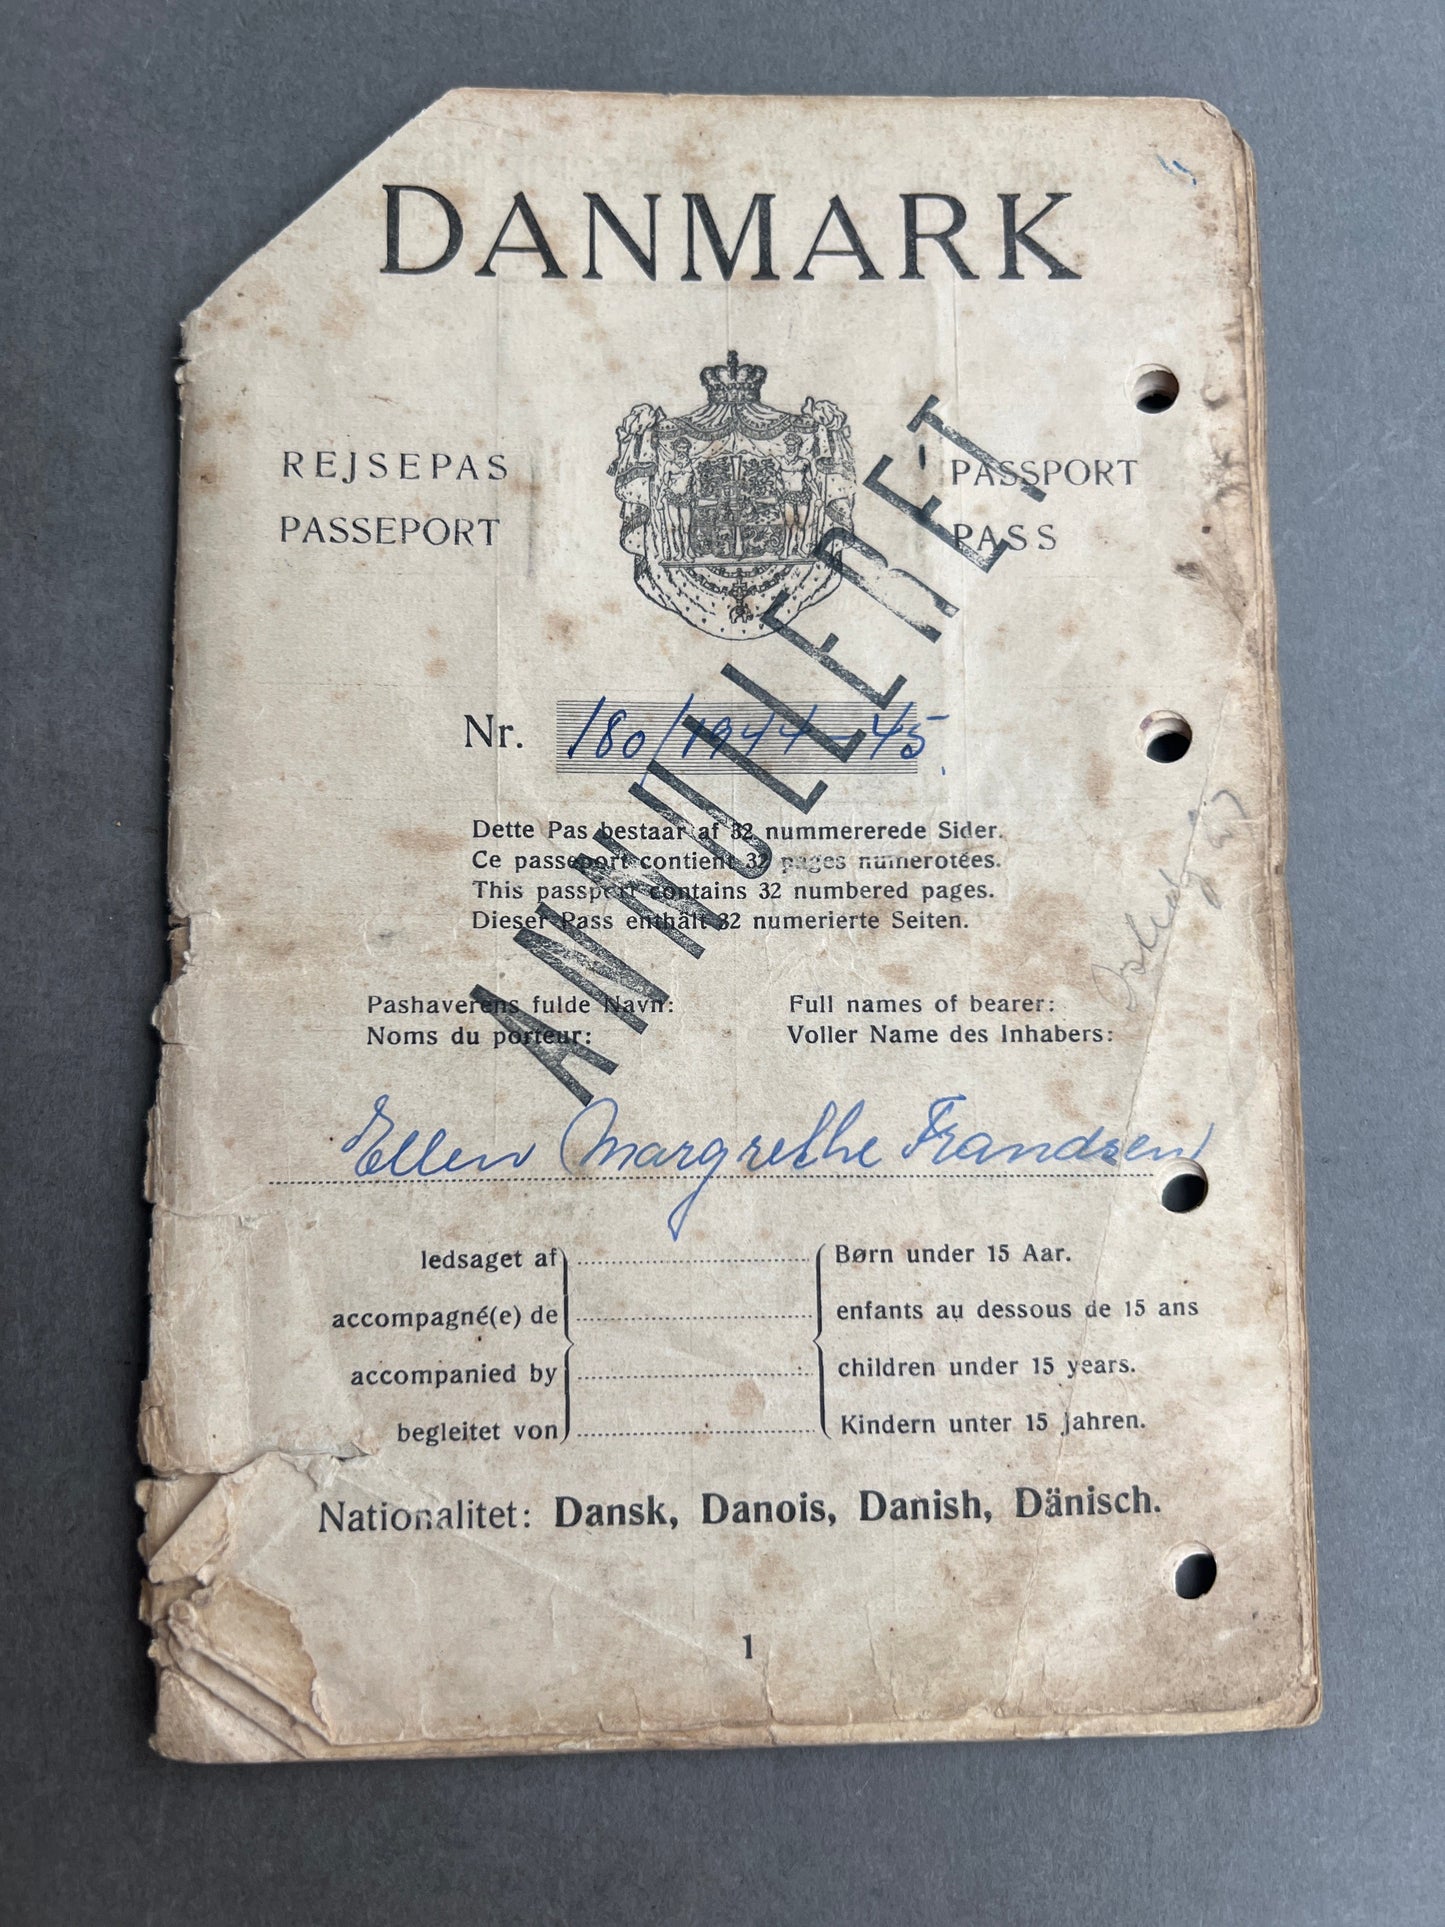 DANMARK
REJSEPAS
PASSEPORT
PASSPORT
PASS
ANNULLERET
Nr. 180/1944-45.
Dette Pas bestaar af 32 nummererede Sider.
Ce passeport contient 32 pages numerotées.
This passport contains 32 numbered pages.
Dieser Pass enthält 32 numerierte Seiten.
Pashaverens fulde Navn:
Noms du porteur:
Full names of bearer:
Voller Name des Inhabers:
Ellen Margrethe Frandsen
ledsaget af Børn under 15 Aar.
accompagné(e) de enfants au dessous de 15 ans
accompanied by children under 15 years.
begleitet von Kindern unter 15 Jahren.
Nationalitet: Dansk, Danois, Danish, Dänisch.
1